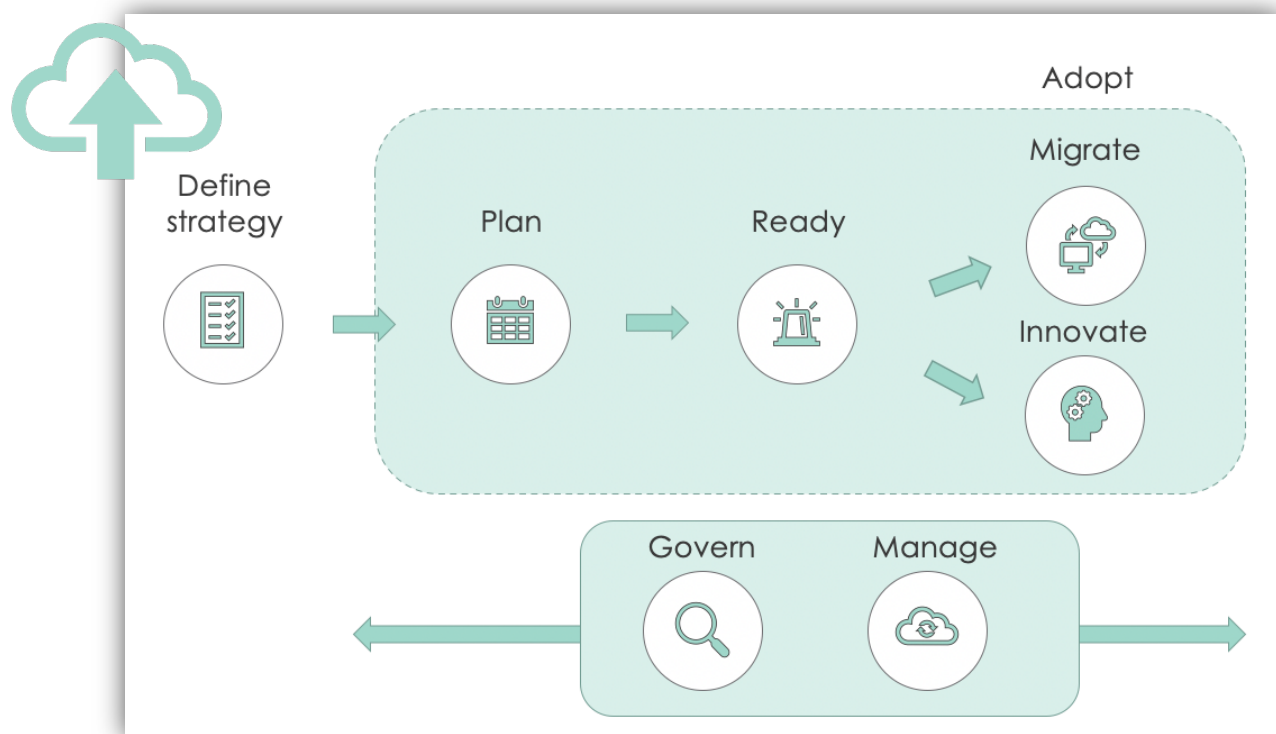 Adopt
Migrate
Define
strategy
Plan
Ready
Innovate
Govern
Manage